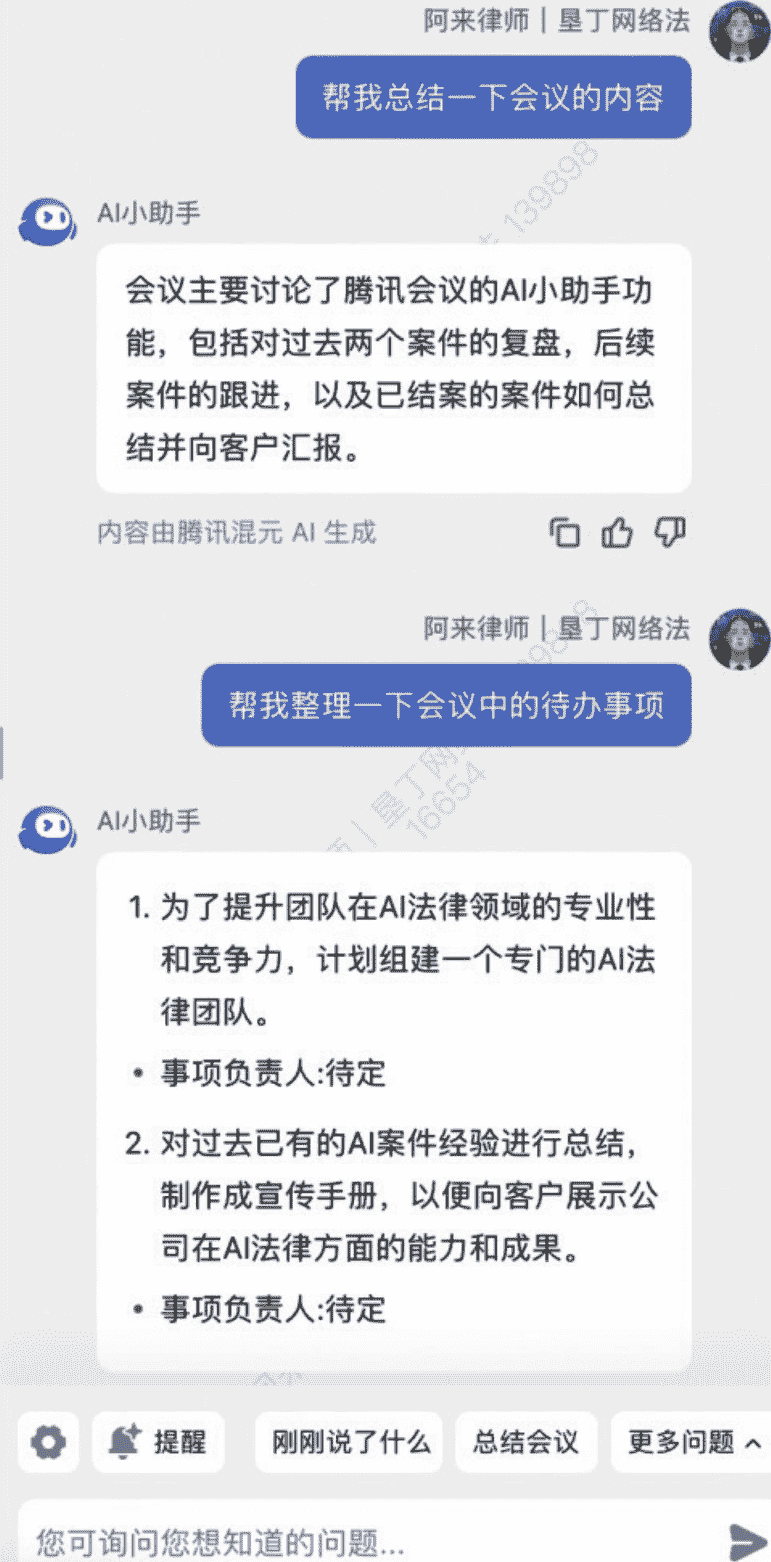 阿来律师｜垦丁网络法
帮我总结一下会议的内容
139898
AI小助手
会议主要讨论了腾讯会议的AI小助手功
能，包括对过去两个案件的复盘，后续
案件的跟进，以及已结案的案件如何总
结并向客户汇报。
内容由腾讯混元 AI 生成
阿来律师｜垦丁网络法
帮我整理一下会议中的待办事项
｜垦丁网
16654
AI小助手
1. 为了提升团队在AI法律领域的专业性
和竞争力，计划组建一个专门的AI法
律团队。
• 事项负责人:待定
2. 对过去已有的AI案件经验进行总结，
制作成宣传手册，以便向客户展示公
司在AI法律方面的能力和成果。
• 事项负责人:待定
提醒
刚刚说了什么
总结会议
更多问题
您可询问您想知道的问题...